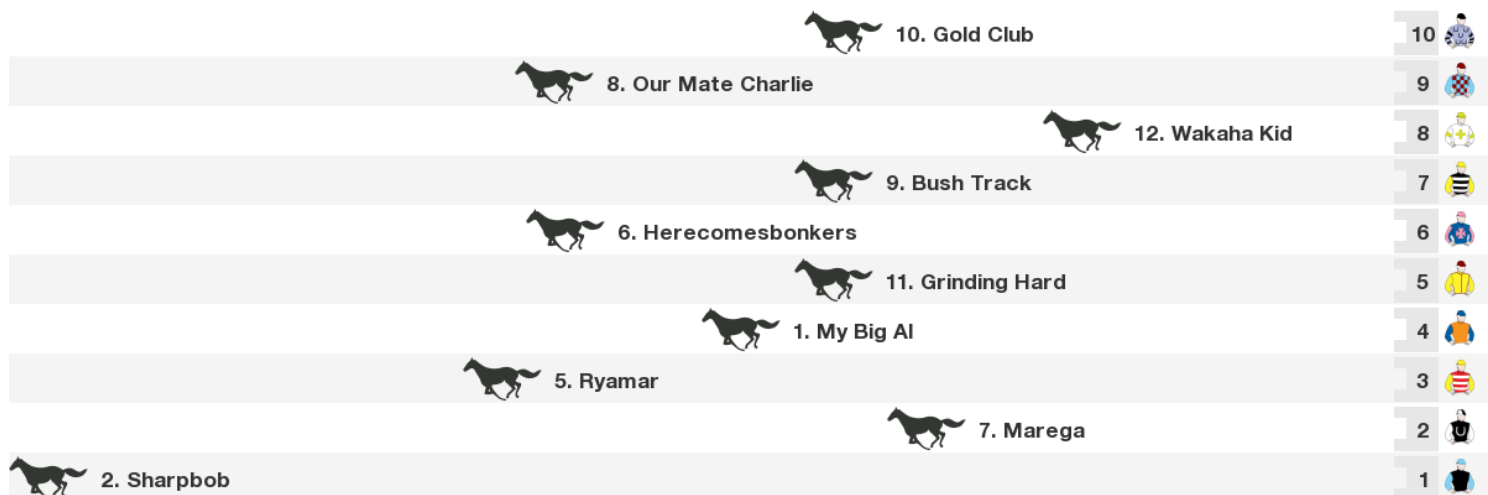 10. Gold Club 10
8. Our Mate Charlie 9
12. Wakaha Kid 8
9. Bush Track 7
6. Herecomesbonkers 6
11. Grinding Hard 5
1. My Big Al 4
5. Ryamar 3
7. Marega 2
2. Sharpbob 1